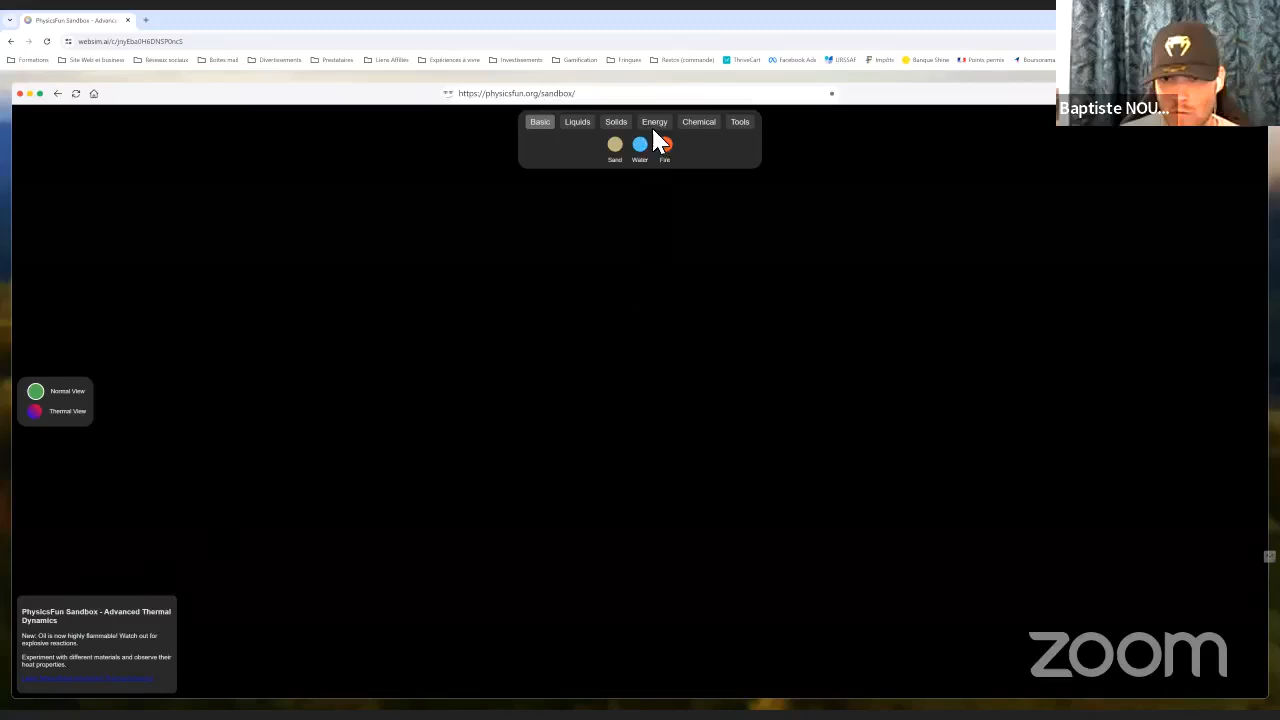 PhysicsFun Sandbox - Advanc
websim.ai/c/jnyEba0H6DNSP0ncS
Formations Site Web et business Réseaux sociaux Boites mail Divertissements Prestataires Liens Affiliés Expériences à vivre Investissements Gamification Fringues Restre (commande) ThriveCart Facebook Ads URSSAF Impôts Banque Shine Points permis Boursorama
https://physicsfun.org/sandbox/
Baptiste NOU...
Basic Liquids Solids Energy Chemical Tools
Sand Water Fire
Normal View
Thermal View
PhysicsFun Sandbox - Advanced Thermal
Dynamics
New: Oil is now highly flammable! Watch out for
explosive reactions.
Experiment with different materials and observe their
heat properties.
zoom